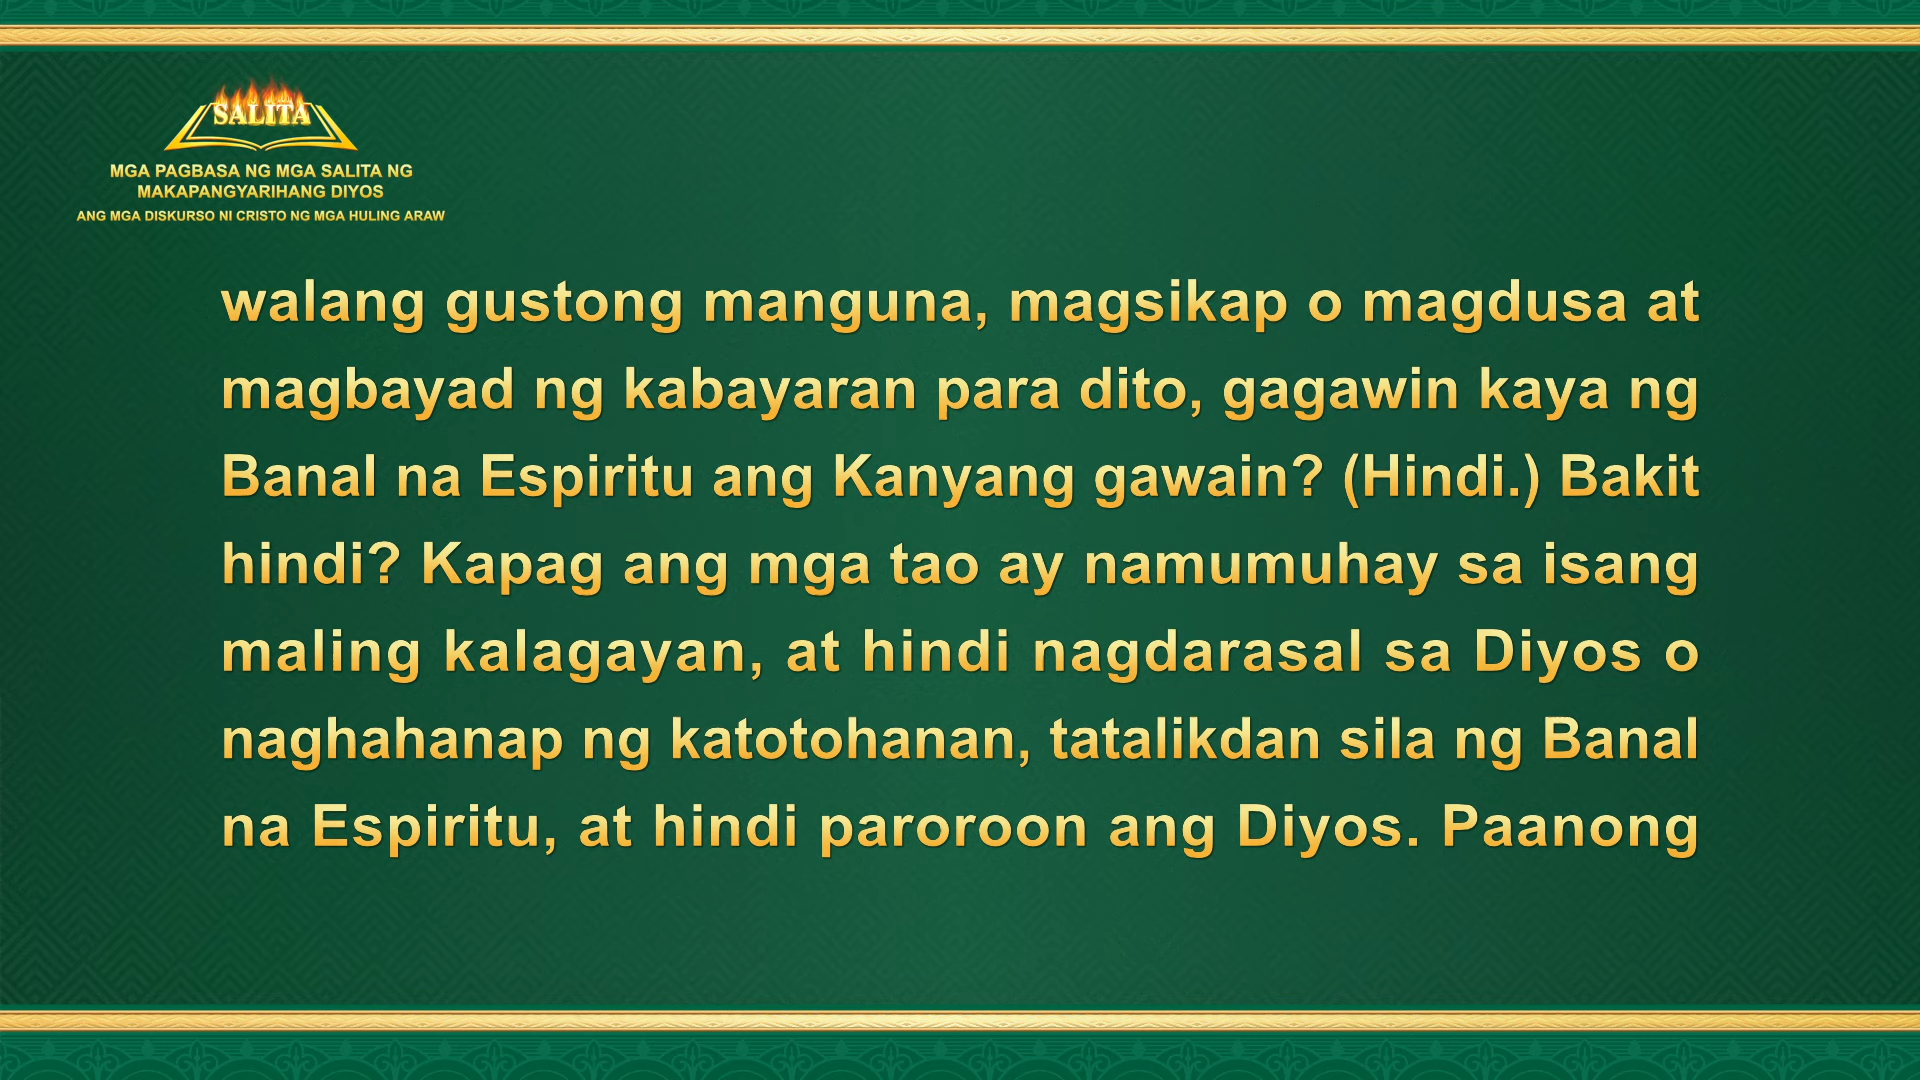 SALITA
MGA PAGBASA NG MGA SALITA NG
MAKAPANGYARIHANG DIYOS
ANG MGA DISKURSO NI CRISTO NG MGA HULING ARAW
walang gustong manguna, magsikap o magdusa at
magbayad ng kabayaran para dito, gagawin kaya ng
Banal na Espiritu ang Kanyang gawain? (Hindi.) Bakit
hindi? Kapag ang mga tao ay namumuhay sa isang
maling kalagayan, at hindi nagdarasal sa Diyos o
naghahanap ng katotohanan, tatalikdan sila ng Banal
na Espiritu, at hindi paroroon ang Diyos. Paanong